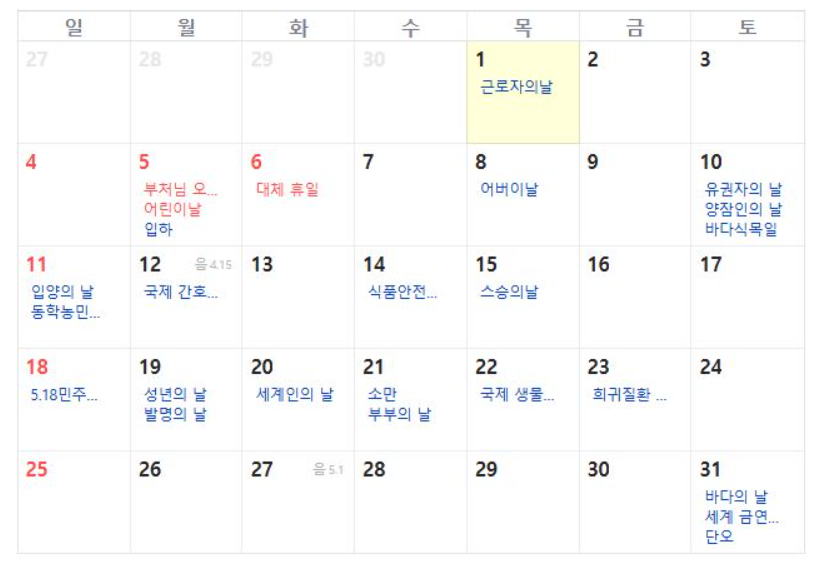 일 월 화 수 목 금 토
27 28 29 30 1 2 3
근로자의날
4 5 6 7 8 9 10
부처님 오... 대체 휴일 어버이날 유권자의 날
어린이날 양잠인의 날
입하 바다식목일
11 12 음 4.15 13 14 15 16 17
입양의 날 국제 간호... 식품안전... 스승의날
동학농민...
18 19 20 21 22 23 24
5.18민주... 성년의 날 세계인의 날 소만 국제 생물... 희귀질환 ...
발명의 날 부부의 날
25 26 27 음 5.1 28 29 30 31
바다의 날
세계 금연...
단오